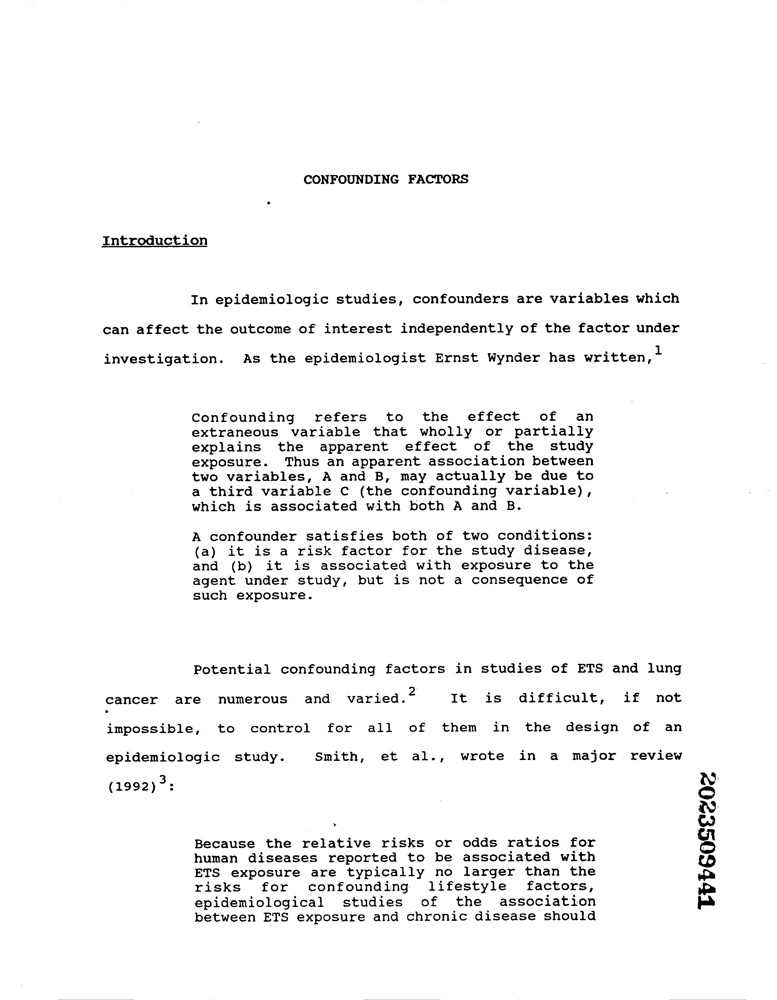 CONFOUNDING FACTORS
Introduction
In epidemiologic studies, confounders are variables which
can affect the outcome of interest independently of the factor under
investigation. As the epidemiologist Ernst Wynder has written,1
Confounding refers to the effect of an
extraneous variable that wholly or partially
explains the apparent effect of the study
exposure. Thus an apparent association between
two variables, A and B, may actually be due to
a third variable C (the confounding variable),
which is associated with both A and B.
A confounder satisfies both of two conditions:
(a) it is a risk factor for the study disease,
and (b) it is associated with exposure to the
agent under study, but is not a consequence of
such exposure.
Potential confounding factors in studies of ETS and lung
cancer are numerous and varied.2 It is difficult, if not
impossible, to control for all of them in the design of an
epidemiologic study. Smith, et al., wrote in a major review
(1992)3:
Because the relative risks or odds ratios for
human diseases reported to be associated with
ETS exposure are typically no larger than the
risks for confounding lifestyle factors,
epidemiological studies of the association
between ETS exposure and chronic disease should
2023509441